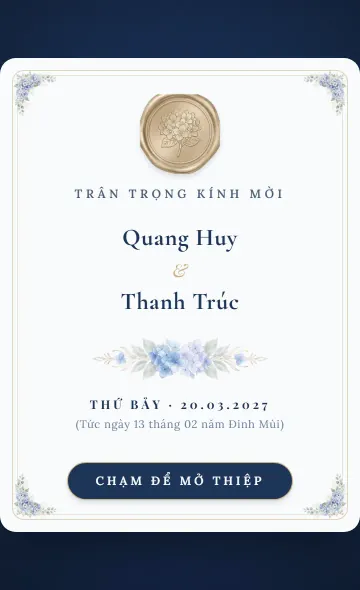 TRÂN TRỌNG KÍNH MỜI
Quang Huy
&
Thanh Trúc
THỨ BẢY · 20.03.2027
(Tức ngày 13 tháng 02 năm Đinh Mùi)
CHẠM ĐỂ MỞ THIỆP